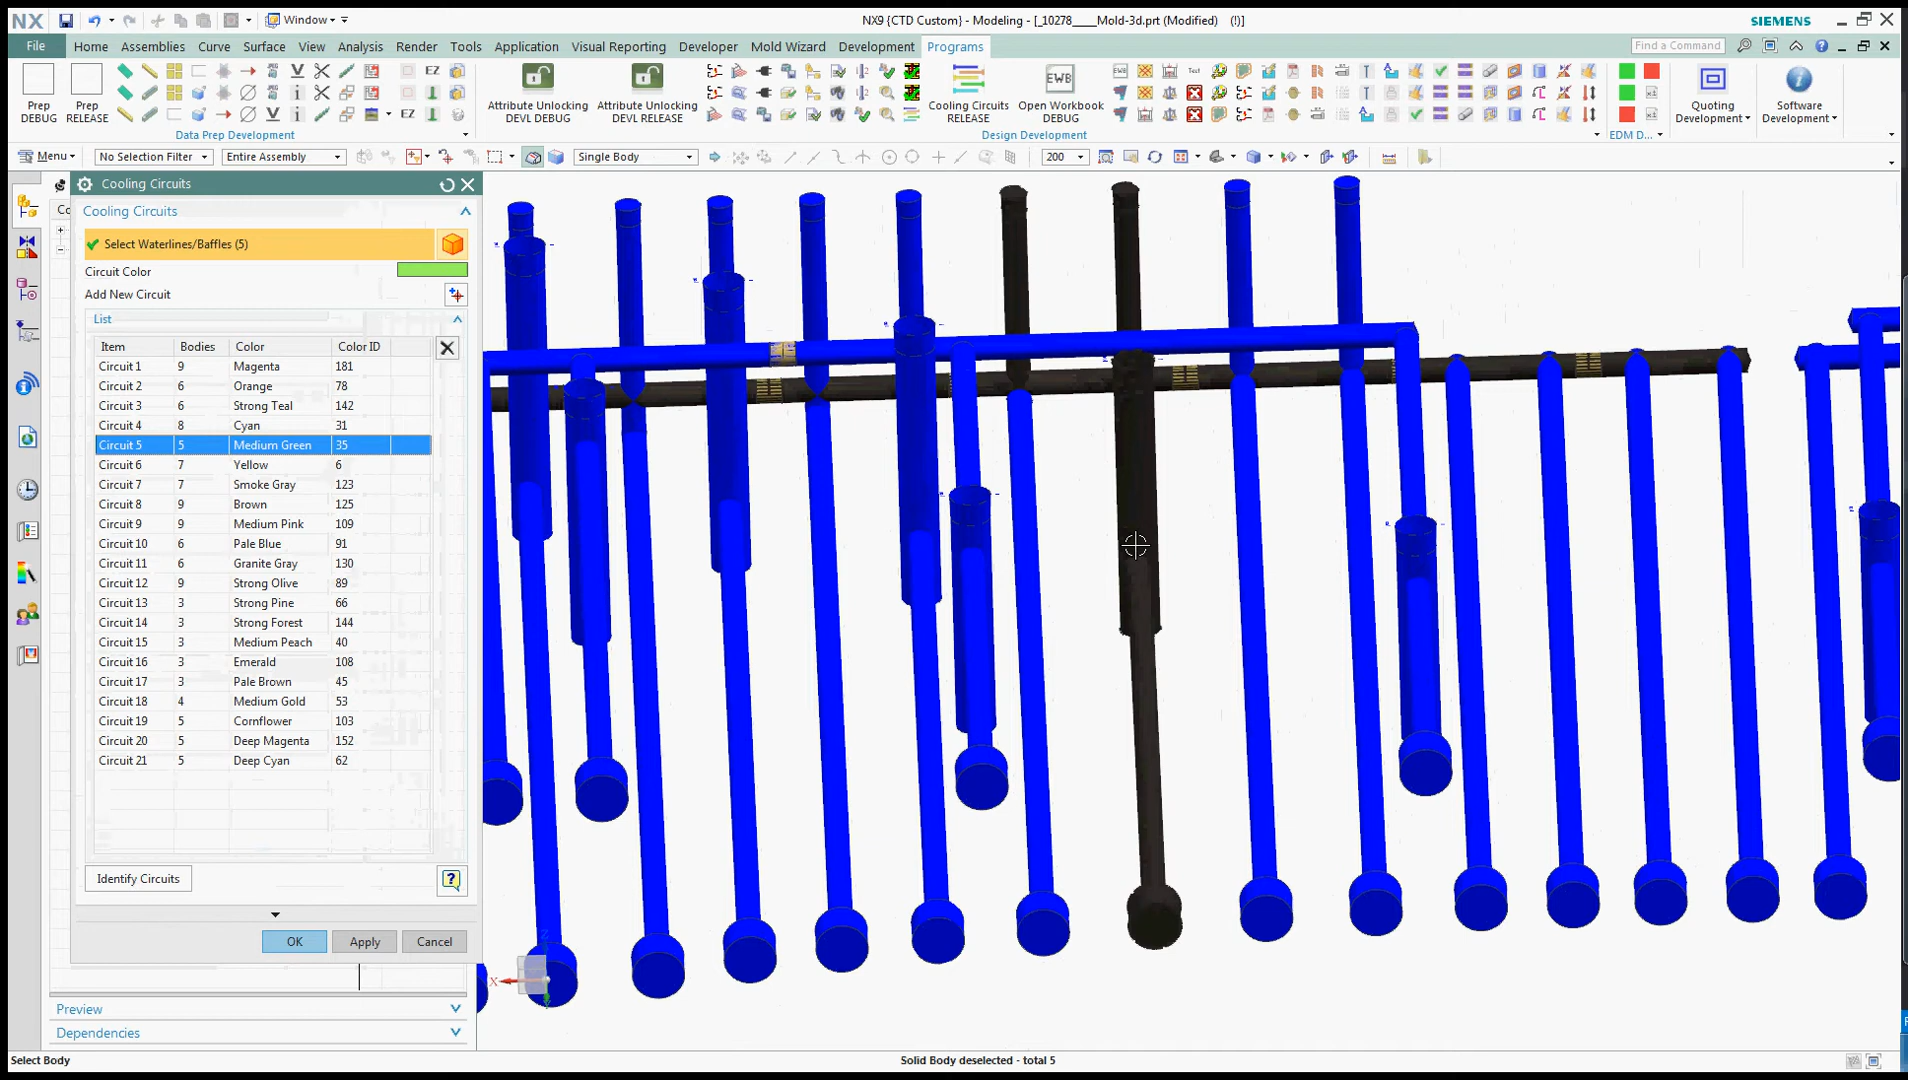 NX
Window
NX9 {CTD Custom} - Modeling - [_10278____Mold-3d.prt (Modified) (!)]
SIEMENS
File Home Assemblies Curve Surface View Analysis Render Tools Application Visual Reporting Developer Mold Wizard Development Programs
Find a Command
EZ
EWB
EWB
Text
Prep DEBUG
Prep RELEASE
EZ
Attribute Unlocking DEVL DEBUG
Attribute Unlocking DEVL RELEASE
Cooling Circuits RELEASE
Open Workbook DEBUG
Quoting Development
Software Development
Data Prep Development
Design Development
EDM D...
Menu
No Selection Filter
Entire Assembly
Single Body
200
Cooling Circuits
Co
Cooling Circuits
Select Waterlines/Baffles (5)
Circuit Color
Add New Circuit
List
Item Bodies Color Color ID
Circuit 1 9 Magenta 181
Circuit 2 6 Orange 78
Circuit 3 6 Strong Teal 142
Circuit 4 8 Cyan 31
Circuit 5 5 Medium Green 35
Circuit 6 7 Yellow 6
Circuit 7 7 Smoke Gray 123
Circuit 8 9 Brown 125
Circuit 9 9 Medium Pink 109
Circuit 10 6 Pale Blue 91
Circuit 11 6 Granite Gray 130
Circuit 12 9 Strong Olive 89
Circuit 13 3 Strong Pine 66
Circuit 14 3 Strong Forest 144
Circuit 15 3 Medium Peach 40
Circuit 16 3 Emerald 108
Circuit 17 3 Pale Brown 45
Circuit 18 4 Medium Gold 53
Circuit 19 5 Cornflower 103
Circuit 20 5 Deep Magenta 152
Circuit 21 5 Deep Cyan 62
Identify Circuits
OK Apply Cancel
X
Preview
Dependencies
Select Body
Solid Body deselected - total 5